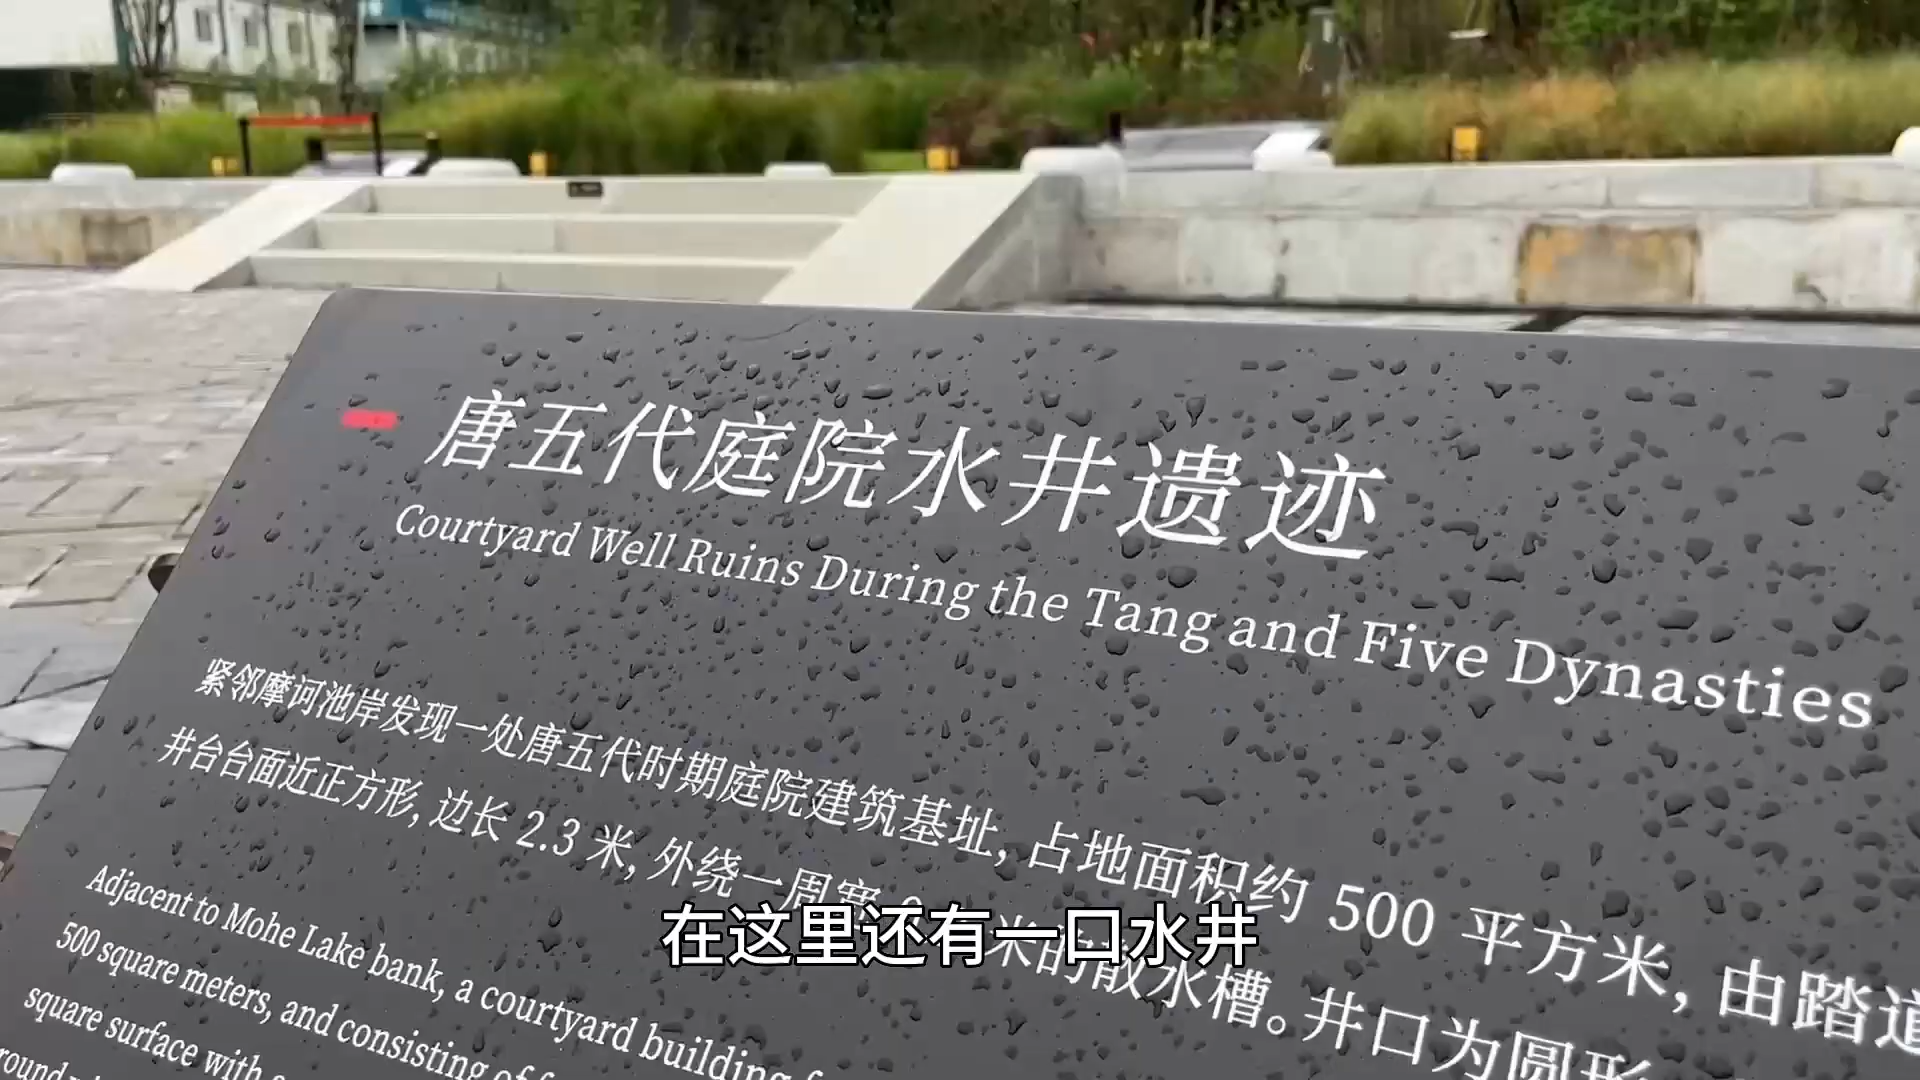 唐五代庭院水井遗迹
Courtyard Well Ruins During the Tang and Five Dynasties
紧邻摩诃池岸发现一处唐五代时期庭院建筑基址，占地面积约 500 平方米，由踏道
井台台面近正方形，边长 2.3 米，外绕一周宽 米的散水槽。井口为圆形
Adjacent to Mohe Lake bank, a courtyard building
500 square meters, and consisting of
square surface with
round
在这里还有一口水井